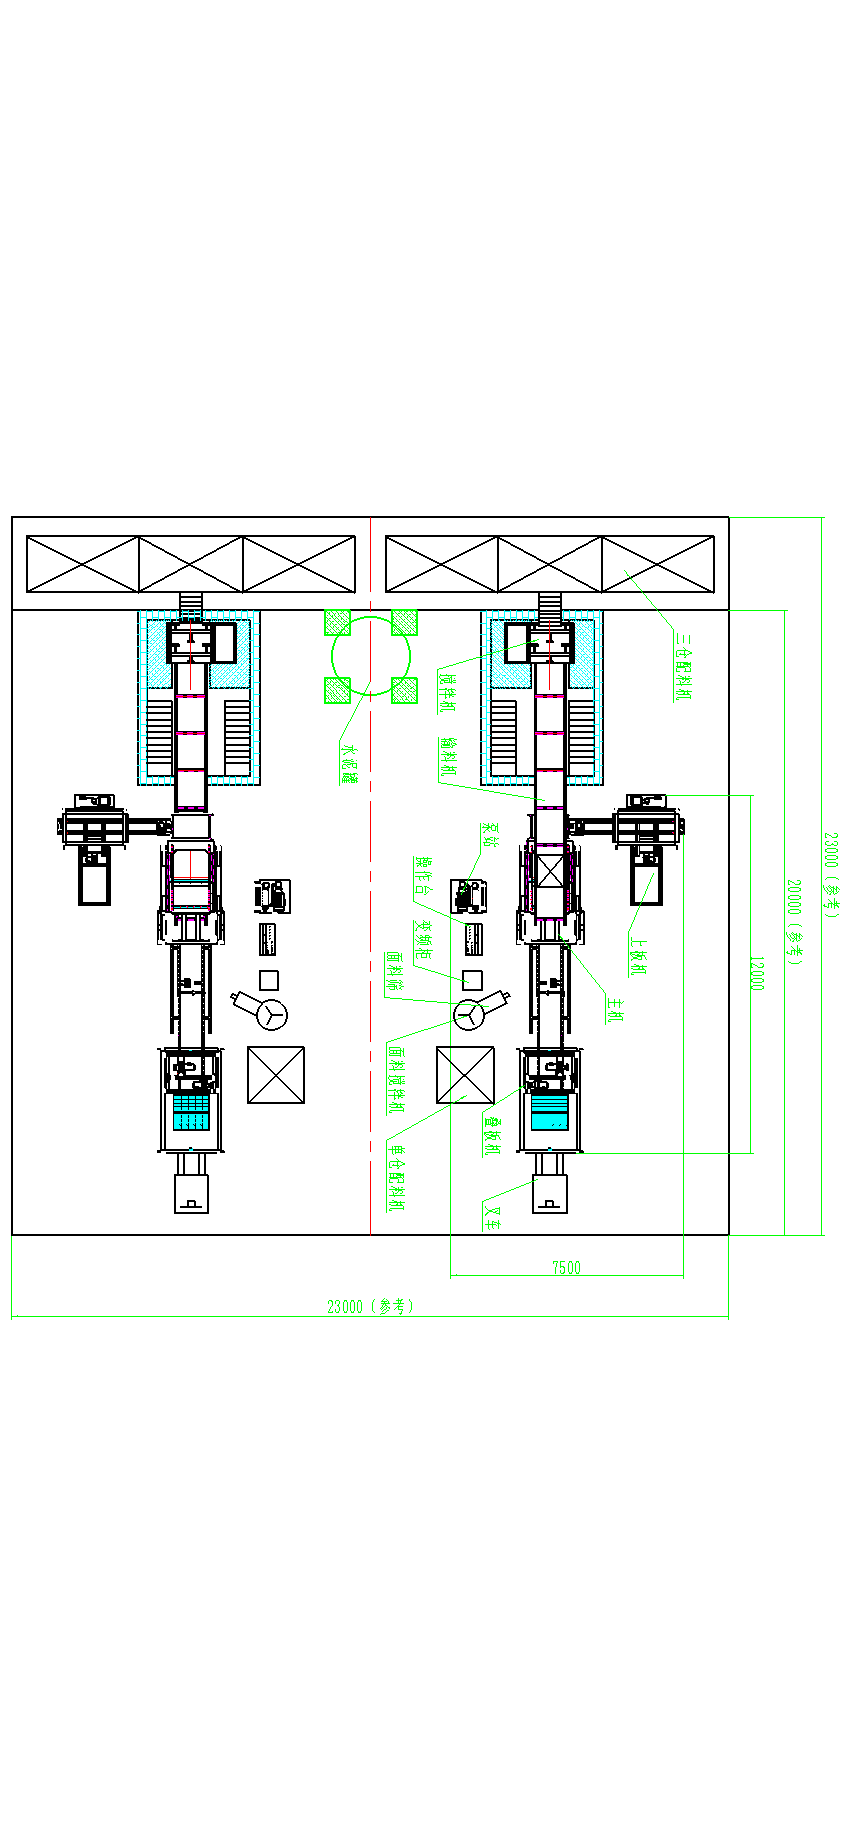 三仓配料机
搅拌机
输料机
水泥罐
泵站
操作台
变频柜
面料舱
上板机
主机
面料搅拌机
叠板机
单仓配料机
叉车
23000 (参考)
20000 (参考)
12000
7500
23000 (参考)